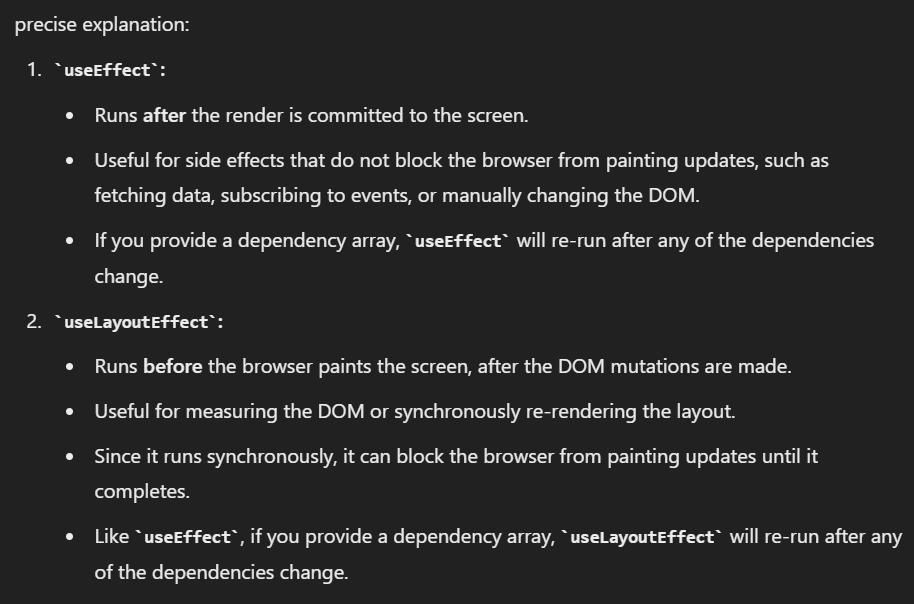 precise explanation:
1. `useEffect`:
• Runs after the render is committed to the screen.
• Useful for side effects that do not block the browser from painting updates, such as
fetching data, subscribing to events, or manually changing the DOM.
• If you provide a dependency array, `useEffect` will re-run after any of the dependencies
change.
2. `useLayoutEffect`:
• Runs before the browser paints the screen, after the DOM mutations are made.
• Useful for measuring the DOM or synchronously re-rendering the layout.
• Since it runs synchronously, it can block the browser from painting updates until it
completes.
• Like `useEffect`, if you provide a dependency array, `useLayoutEffect` will re-run after any
of the dependencies change.